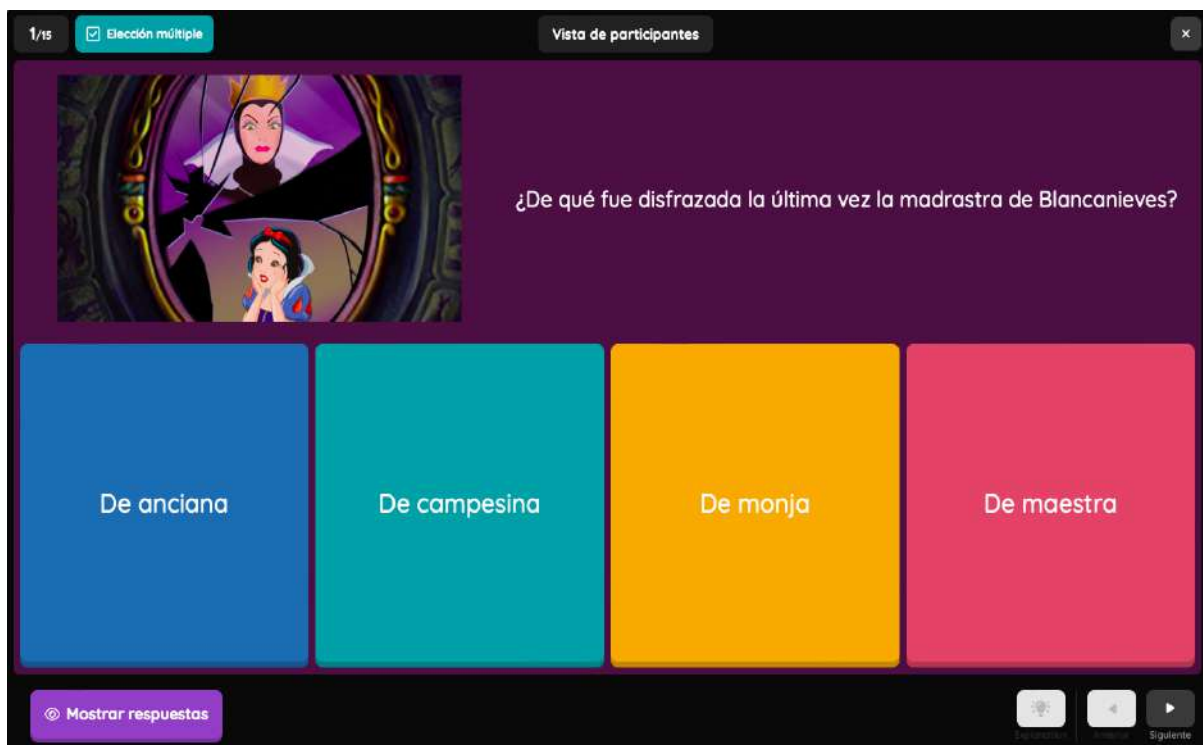 1/15
Elección múltiple
Vista de participantes
¿De qué fue disfrazada la última vez la madrastra de Blancanieves?
De anciana
De campesina
De monja
De maestra
Mostrar respuestas
Siguiente